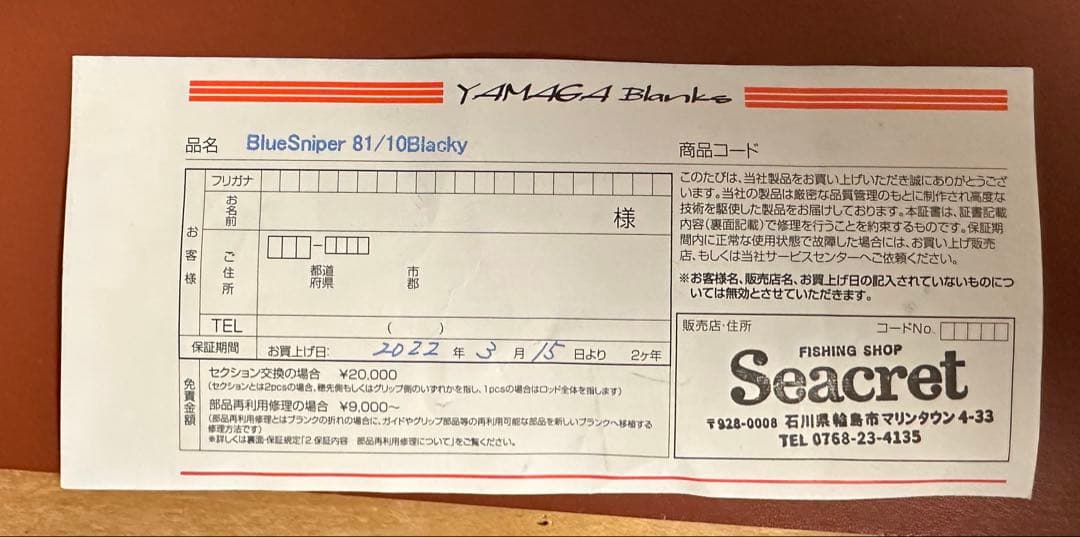 YAMAGA Blanks
品名 BlueSniper 81/10Blacky
商品コード
お客様
フリガナ
お名前
様
ご住所
都道府県
市郡
TEL ( )
保証期間 お買上げ日: 2022 年 3 月 15 日より 2ヶ年
免責金額
セクション交換の場合 ¥20,000
(セクションとは2pcsの場合、穂先側もしくはグリップ側のいずれかを指し、1pcsの場合はロッド全体を指します)
部品再利用修理の場合 ¥9,000~
(部品再利用修理とはブランクの折れの場合に、ガイドやグリップ部品等の再利用可能な部品を新しいブランクへ移植する
修理方法です)
※詳しくは裏面・保証規定「2.保証内容 部品再利用修理について」をご覧ください。
このたびは、当社製品をお買い上げいただき誠にありがとうござ
います。当社の製品は厳密な品質管理のもとに制作され高度な
技術を駆使した製品をお届けしております。本証書は、証書記載
内容(裏面記載)で修理を行うことを約束するものです。保証期
間内に正常な使用状態で故障した場合には、お買い上げ販売
店、もしくは当社サービスセンターへご依頼ください。
※お客様名、販売店名、お買上げ日の記入されていないものにつ
いては無効とさせていただきます。
販売店・住所 コードNo.
FISHING SHOP
Seacret
〒928-0008 石川県輪島市マリンタウン4-33
TEL 0768-23-4135